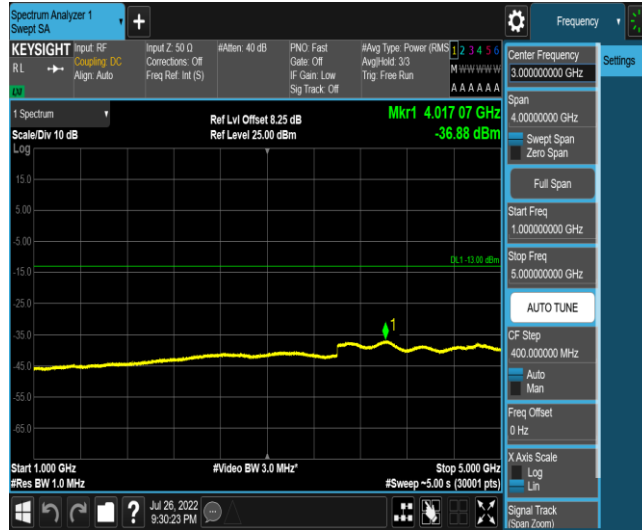 Spectrum Analyzer 1
Swept SA
Frequency
KEYSIGHT
RL
LXI
Input: RF
Coupling: DC
Align: Auto
Input Z: 50 Ω
Corrections: Off
Freq Ref: Int (S)
#Atten: 40 dB
PNO: Fast
Gate: Off
IF Gain: Low
Sig Track: Off
#Avg Type: Power (RMS
Avg|Hold: 3/3
Trig: Free Run
1 2 3 4 5 6
M W W W W W
A A A A A A
1 Spectrum
Scale/Div 10 dB
Ref Lvl Offset 8.25 dB
Ref Level 25.00 dBm
Mkr1 4.017 07 GHz
-36.88 dBm
Log
15.0
5.00
-5.00
-15.0
-25.0
-35.0
-45.0
-55.0
-65.0
DL1 -13.00 dBm
1
Start 1.000 GHz
#Res BW 1.0 MHz
#Video BW 3.0 MHz*
Stop 5.000 GHz
#Sweep ~5.00 s (30001 pts)
?
Jul 26, 2022
9:30:23 PM
Center Frequency
3.000000000 GHz
Settings
Span
4.00000000 GHz
Swept Span
Zero Span
Full Span
Start Freq
1.000000000 GHz
Stop Freq
5.000000000 GHz
AUTO TUNE
CF Step
400.000000 MHz
Auto
Man
Freq Offset
0 Hz
X Axis Scale
Log
Lin
Signal Track
(Span Zoom)